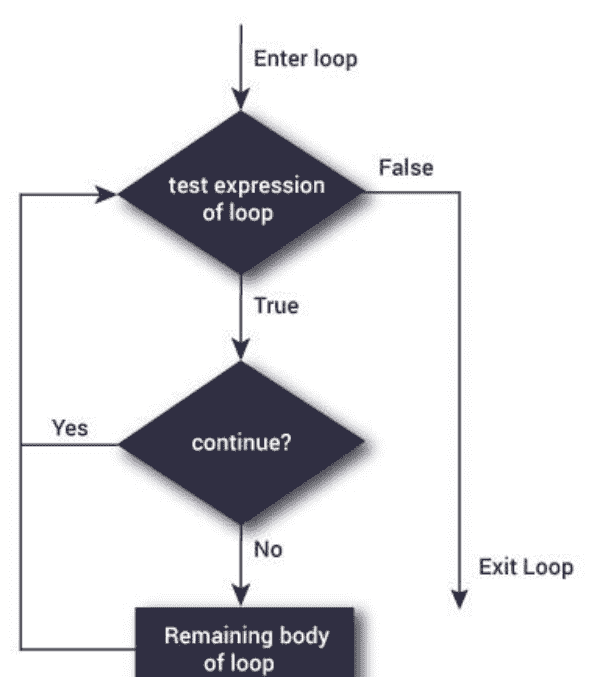 Enter loop
False
test expression
of loop
True
Yes
continue?
No
Exit Loop
Remaining body
of loop